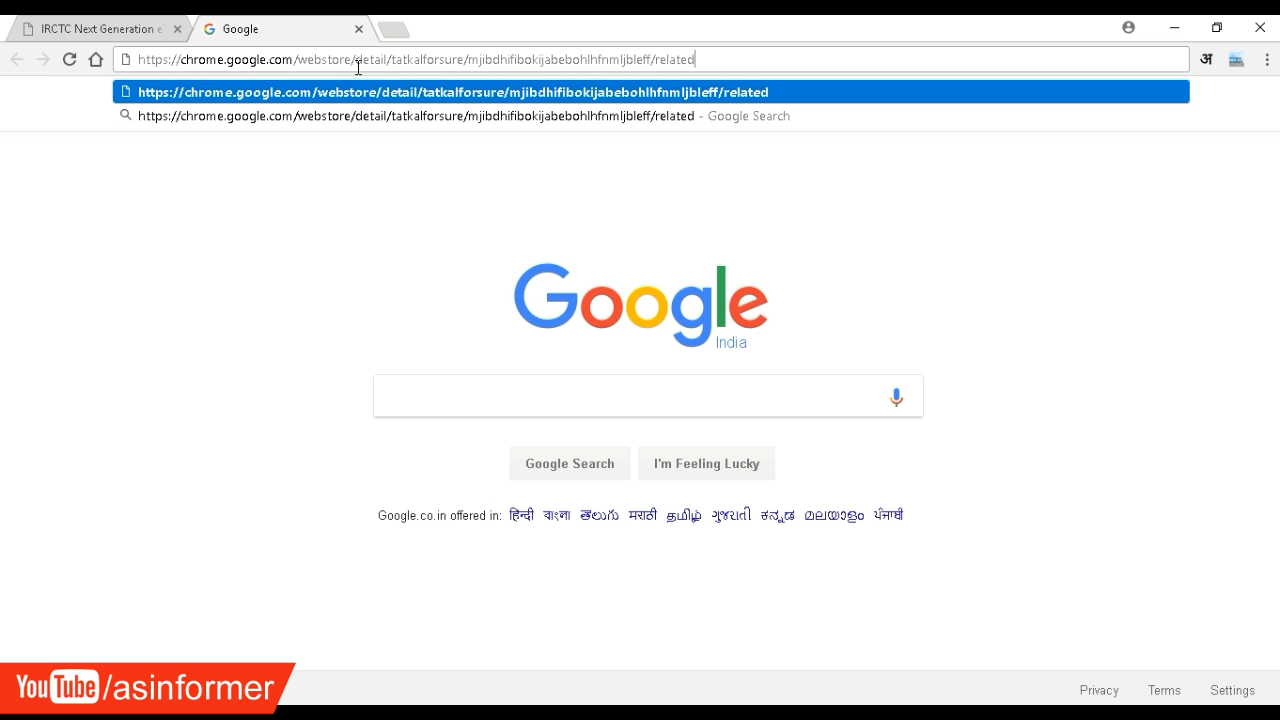 IRCTC Next Generation e
Google
https://chrome.google.com/webstore/detail/tatkalforsure/mjibdhifibokijabebohlhfnmljbleff/related
अ
https://chrome.google.com/webstore/detail/tatkalforsure/mjibdhifibokijabebohlhfnmljbleff/related
https://chrome.google.com/webstore/detail/tatkalforsure/mjibdhifibokijabebohlhfnmljbleff/related - Google Search
Google
India
Google Search
I'm Feeling Lucky
Google.co.in offered in: हिन्दी বাংলা తెలుగు मराठी தமிழ் ગુજરાતી ಕನ್ನಡ മലയാളം ਪੰਜਾਬੀ
YouTube/asinformer
Privacy Terms Settings